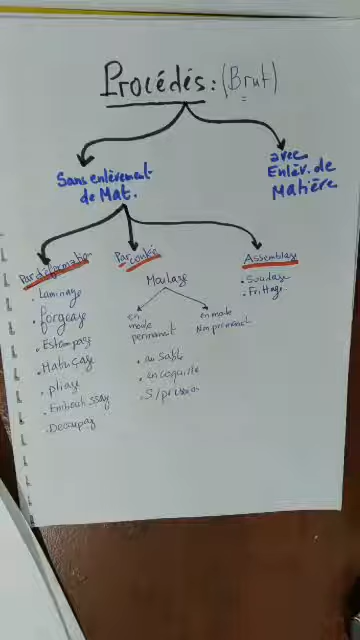 Procédés: (Brut)
Sans enlèvement
de Mat.
avec
Enlèv. de
Matière
Par déformation
Par coulée
Assemblage
. Laminage
. forgeage
. Estampage
. Matriçage
. pliage
. Emboutissage
. Decoupag
Moulage
en
moule
permanent
en moule
Non permanent
. au sable
. en coquille
. S/pression
. Soudage
. Frittage.